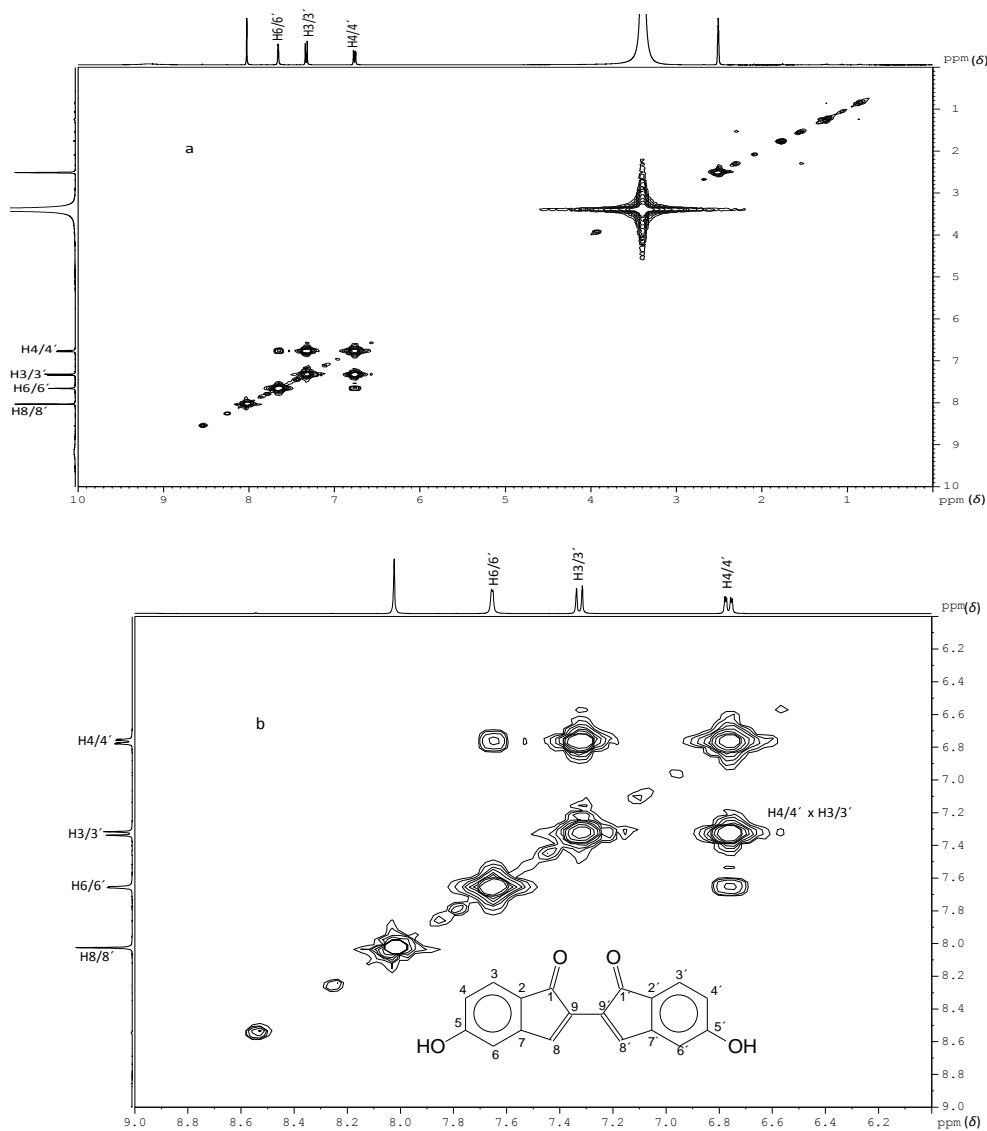 H6/6´
H3/3´
H4/4´
ppm (δ)
a
1
2
3
4
5
6
7
8
9
10
H4/4´
H3/3´
H6/6´
H8/8´
10
9
8
7
6
5
4
3
2
1
ppm (δ)
H6/6´
H3/3´
H4/4´
ppm(δ)
b
6.2
6.4
6.6
6.8
7.0
7.2
7.4
7.6
7.8
8.0
8.2
8.4
8.6
8.8
9.0
H4/4´
H3/3´
H6/6´
H8/8´
H4/4´ x H3/3´
O O
3 3´
4 2 1 1´ 2´ 4´
9 9´
5 5´
HO 6 7 8 8´ 7` 6´ OH
9.0 8.8 8.6 8.4 8.2 8.0 7.8 7.6 7.4 7.2 7.0 6.8 6.6 6.4 6.2 ppm (δ)